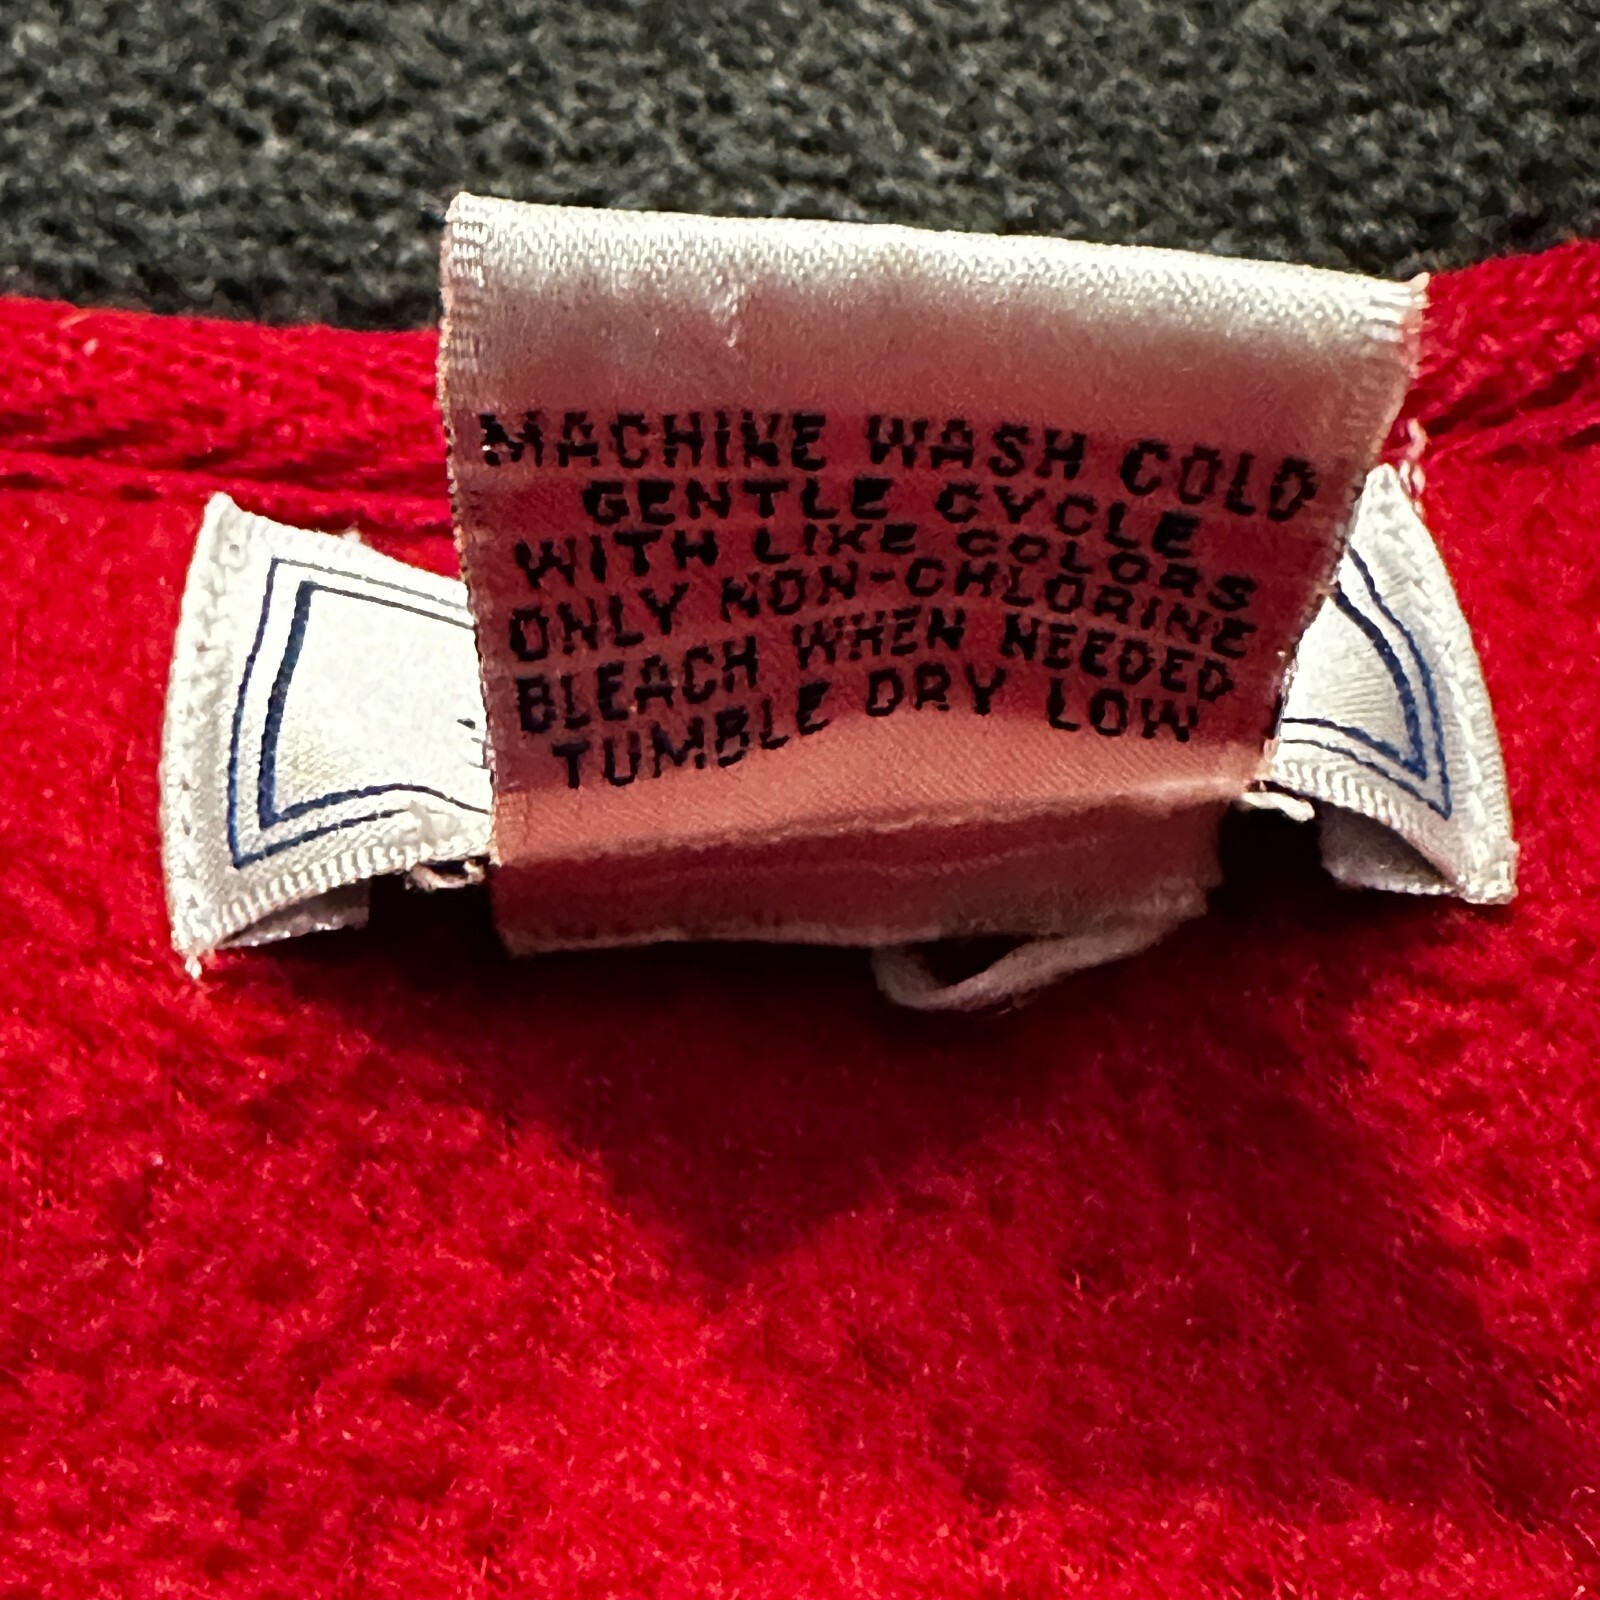 MACHINE WASH COLD
GENTLE CYCLE
WITH LIKE COLORS
ONLY NON-CHLORINE
BLEACH WHEN NEEDED
TUMBLE DRY LOW